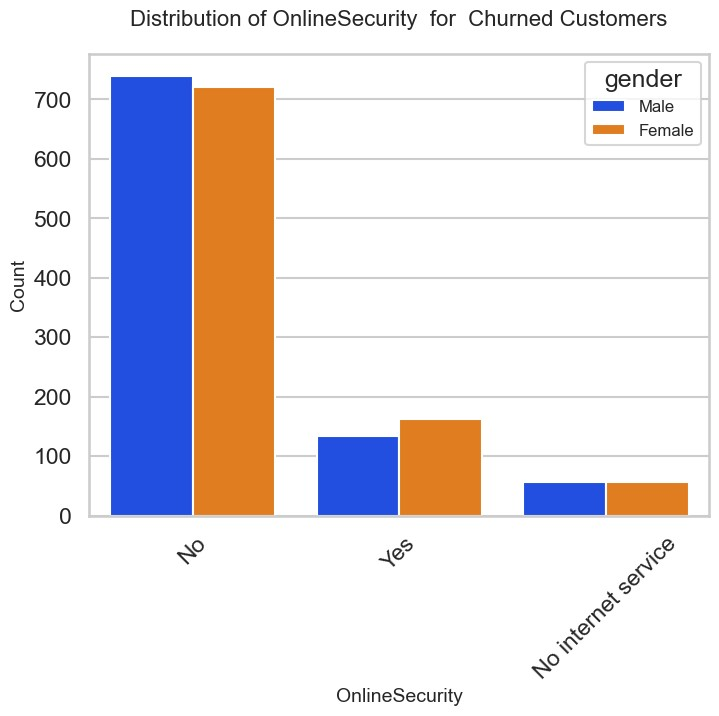 Distribution of OnlineSecurity  for  Churned Customers
gender
Male
Female
700
600
500
400
300
200
100
0
Count
No
Yes
No internet service
OnlineSecurity